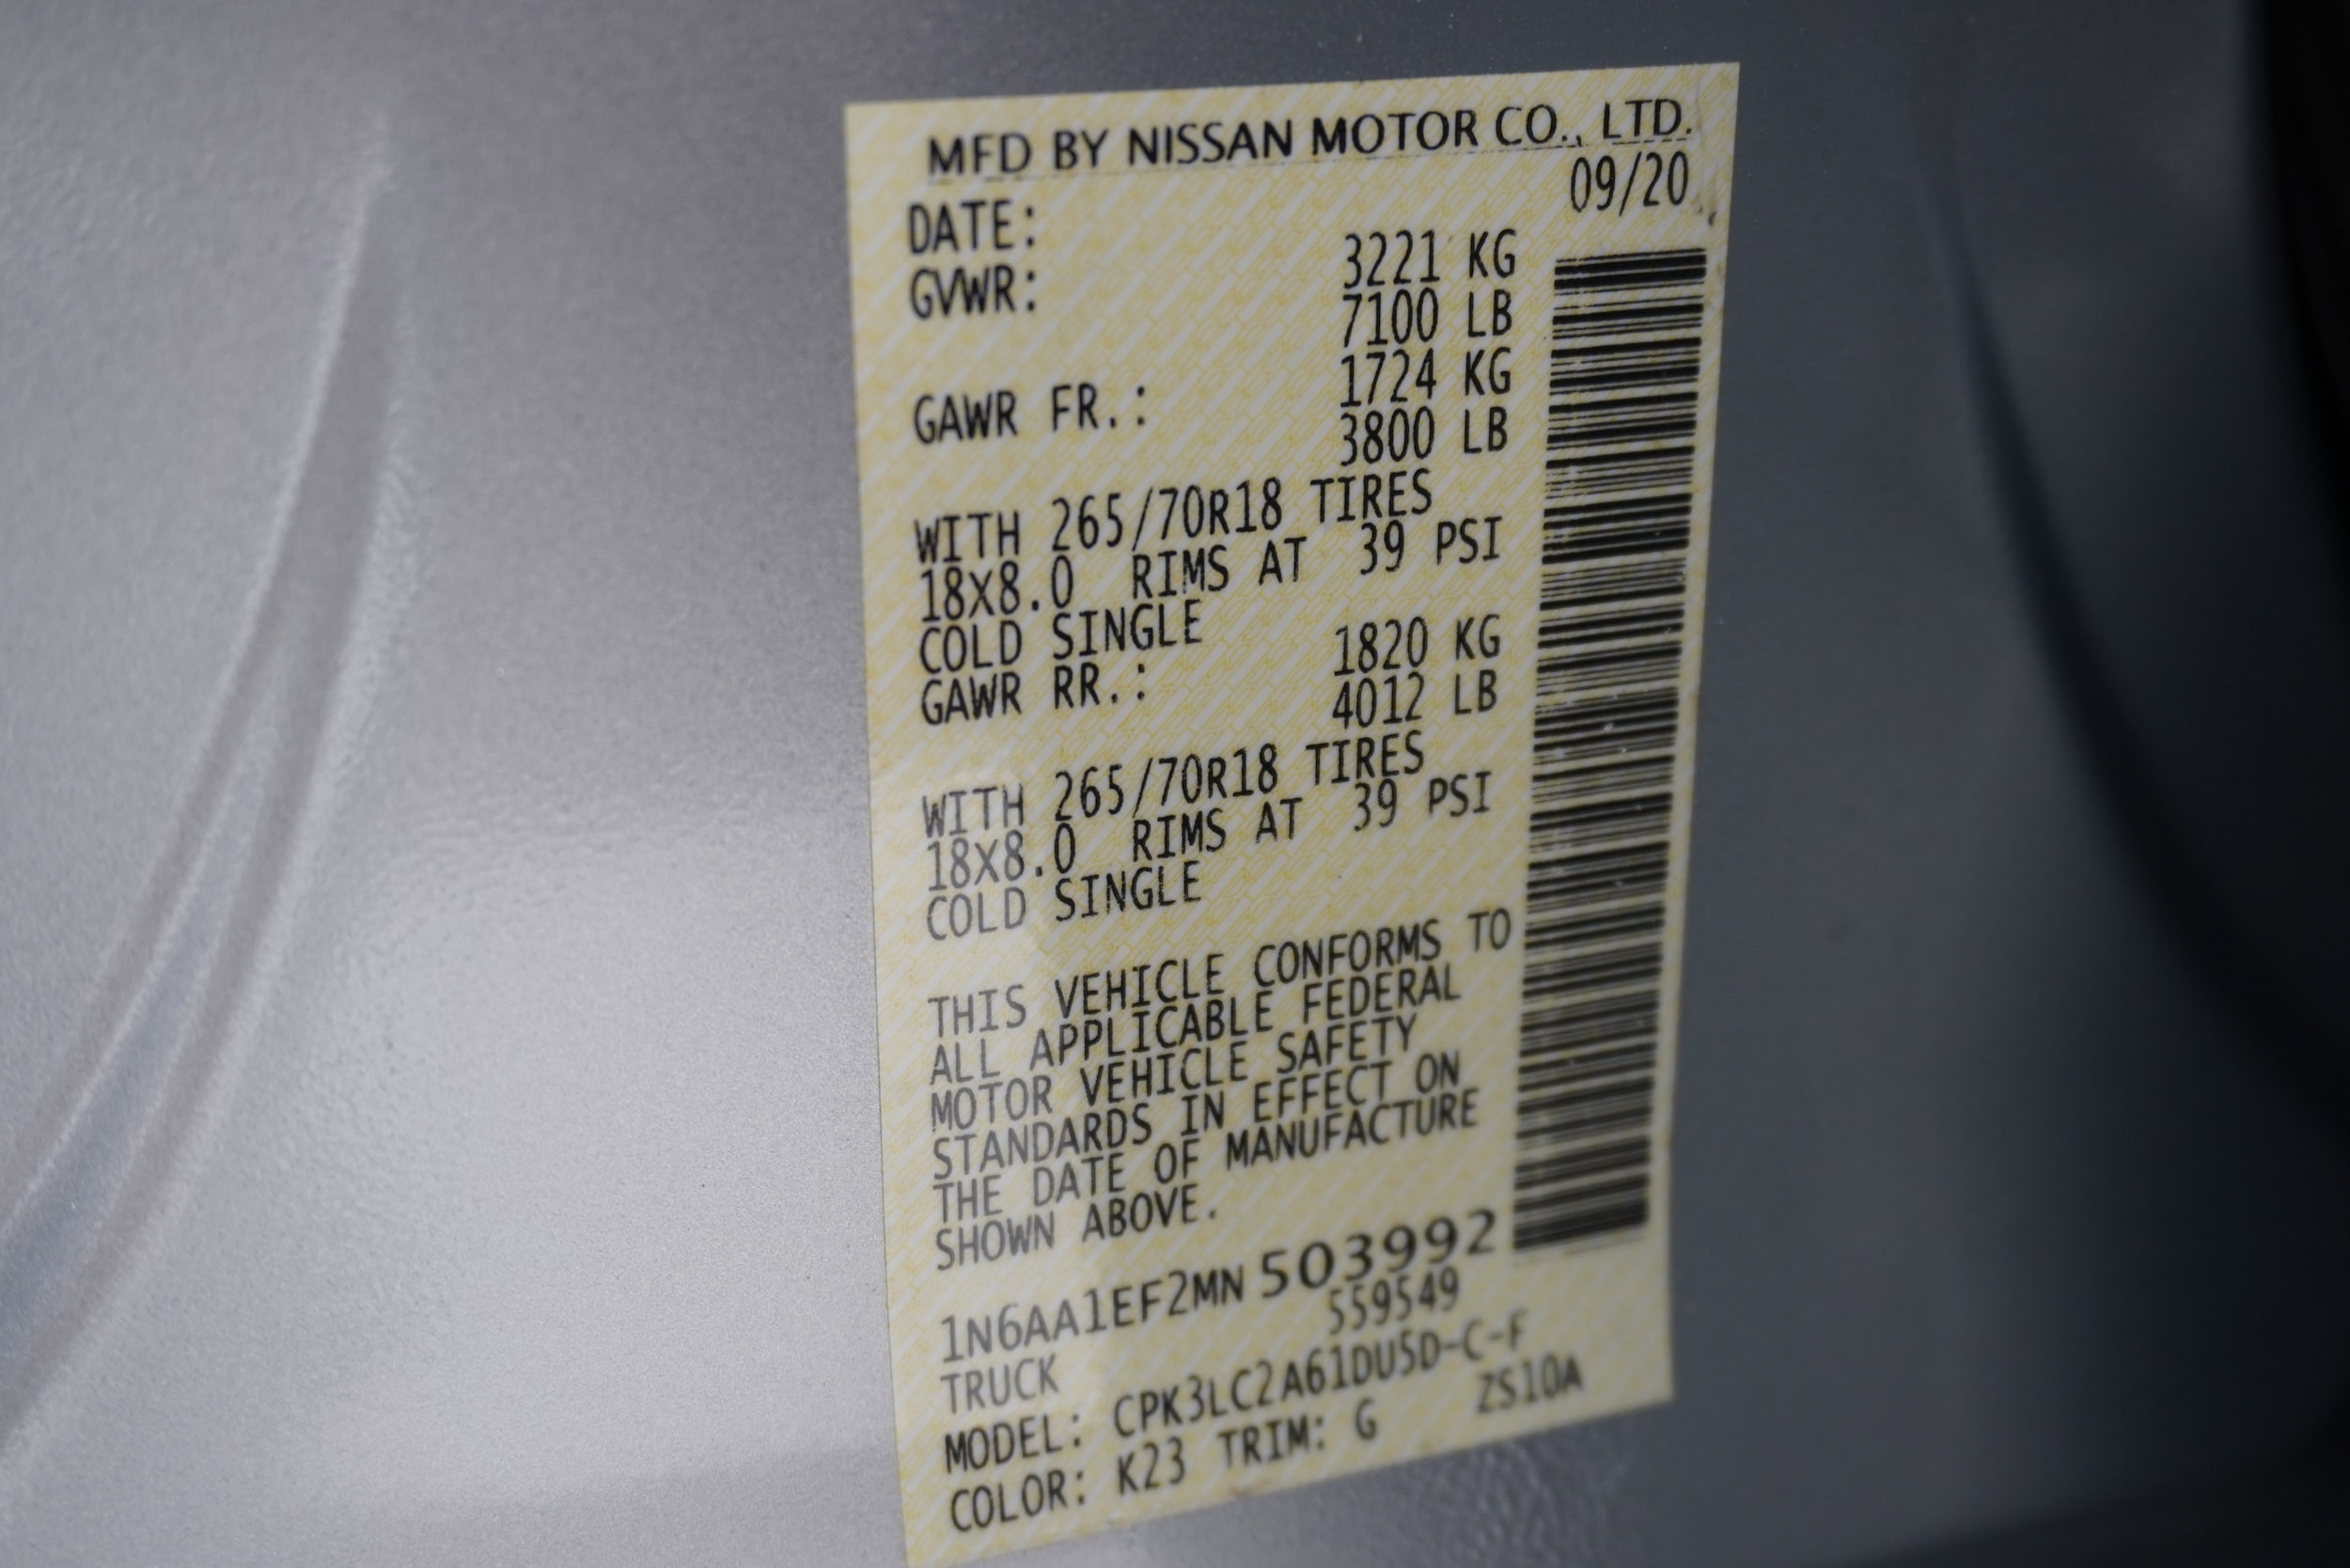 MFD BY NISSAN MOTOR CO., LTD.
DATE: 09/20
GVWR: 3221 KG
7100 LB
GAWR FR.: 1724 KG
3800 LB
WITH 265/70R18 TIRES
18X8.0 RIMS AT 39 PSI
COLD SINGLE
GAWR RR.: 1820 KG
4012 LB
WITH 265/70R18 TIRES
18X8.0 RIMS AT 39 PSI
COLD SINGLE
THIS VEHICLE CONFORMS TO
ALL APPLICABLE FEDERAL
MOTOR VEHICLE SAFETY
STANDARDS IN EFFECT ON
THE DATE OF MANUFACTURE
SHOWN ABOVE.
1N6AA1EF2MN503992
TRUCK 559549
MODEL: CPK3LC2A61DU5D-C-F
COLOR: K23 TRIM: G ZS10A